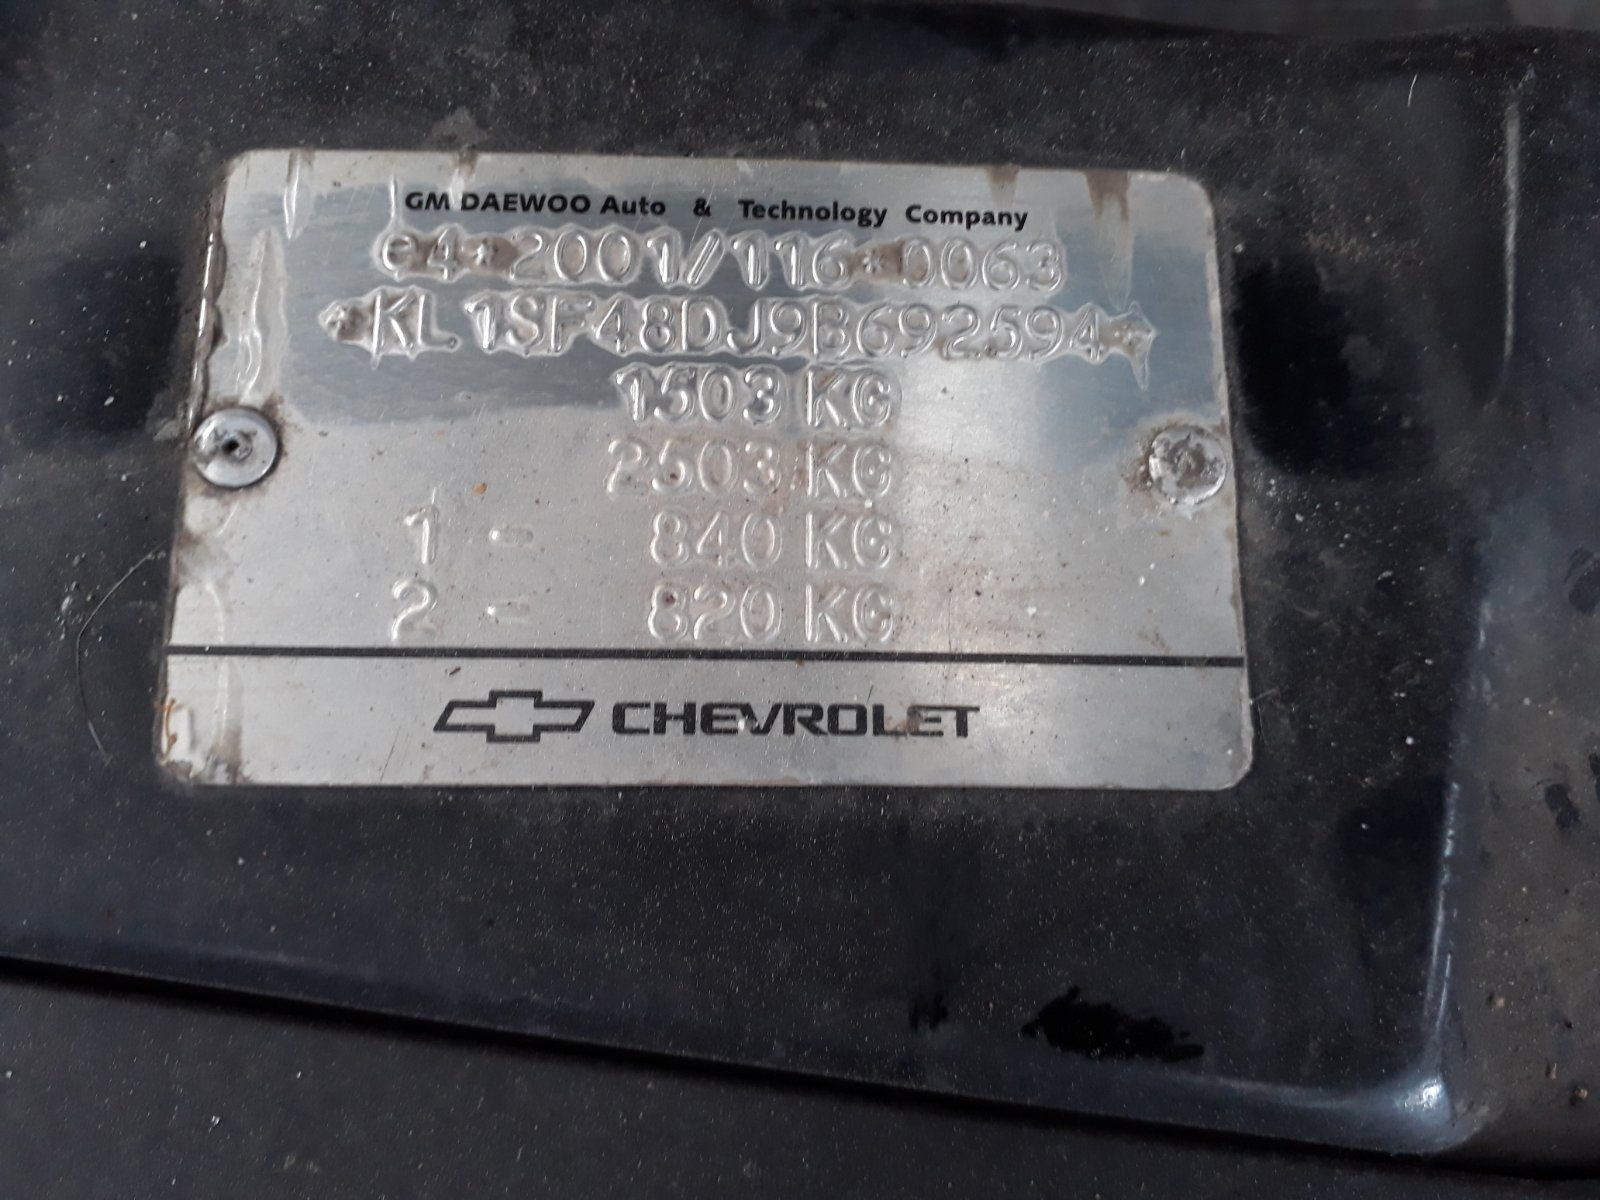 GM DAEWOO Auto & Technology Company
e4*2001/116*0063
*KL1SF48DJ9B692594*
1503 KG
2503 KG
1 - 840 KG
2 - 820 KG
CHEVROLET